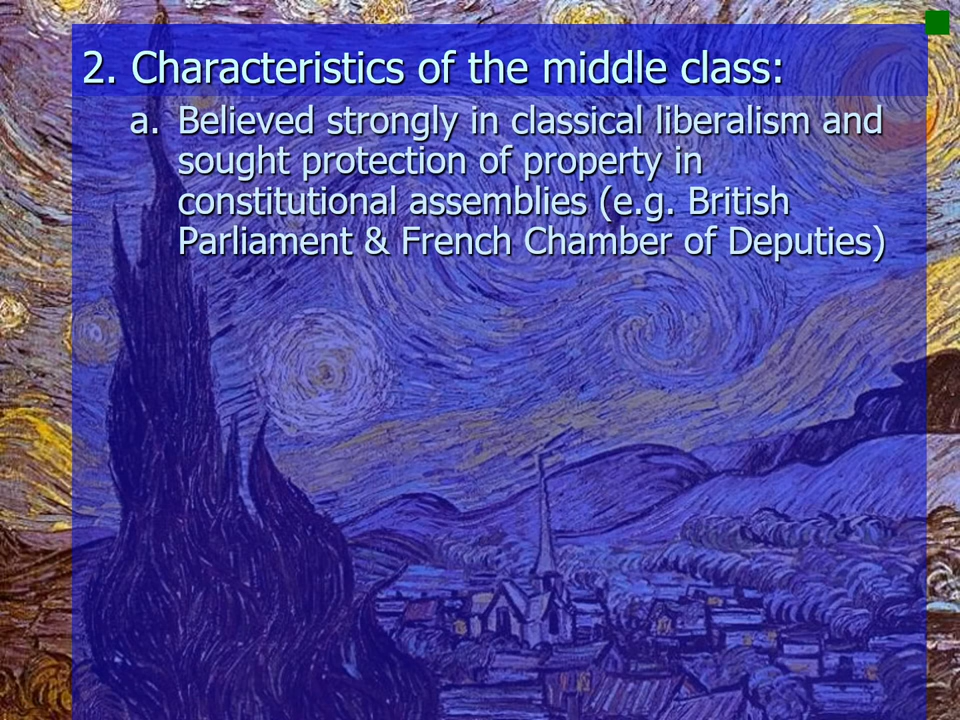 2. Characteristics of the middle class:
a. Believed strongly in classical liberalism and
sought protection of property in
constitutional assemblies (e.g. British
Parliament & French Chamber of Deputies)